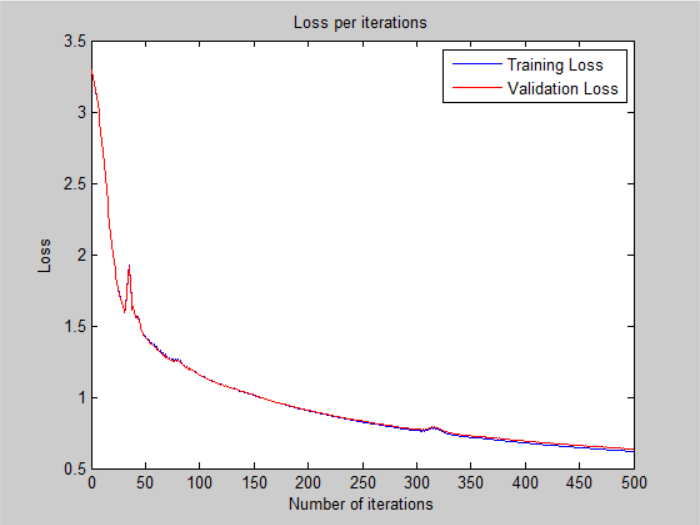 Loss per iterations
3.5
3
2.5
2
1.5
1
0.5
Loss
Training Loss
Validation Loss
0 50 100 150 200 250 300 350 400 450 500
Number of iterations